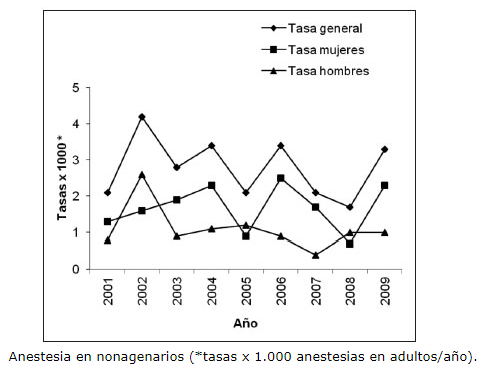 Tasa general
Tasa mujeres
Tasa hombres
5
4
3
2
1
0
Tasas x 1000 *
2001 2002 2003 2004 2005 2006 2007 2008 2009
Año
Anestesia en nonagenarios (*tasas x 1.000 anestesias en adultos/año).